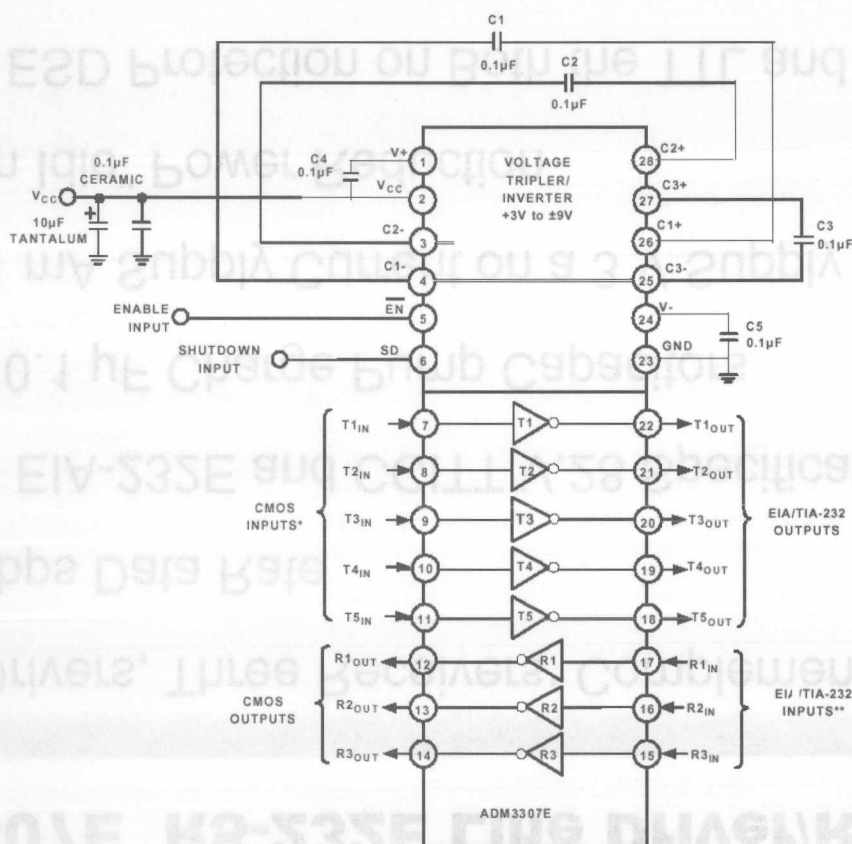 C1
0.1µF
C2
0.1µF
0.1µF
CERAMIC
VCC
10µF
TANTALUM
+
C4
0.1µF
V+ 1
VCC 2
C2- 3
C1- 4
ENABLE
INPUT
EN 5
SHUTDOWN
INPUT
SD 6
VOLTAGE
TRIPLER/
INVERTER
+3V to ±9V
28 C2+
27 C3+
26 C1+
25 C3-
24 V-
23 GND
C3
0.1µF
C5
0.1µF
CMOS
INPUTS*
T1IN 7 T1 22 T1OUT
T2IN 8 T2 21 T2OUT
T3IN 9 T3 20 T3OUT
T4IN 10 T4 19 T4OUT
T5IN 11 T5 18 T5OUT
EIA/TIA-232
OUTPUTS
CMOS
OUTPUTS
R1OUT 12 R1 17 R1IN
R2OUT 13 R2 16 R2IN
R3OUT 14 R3 15 R3IN
EI/ /TIA-232
INPUTS**
ADM3307E